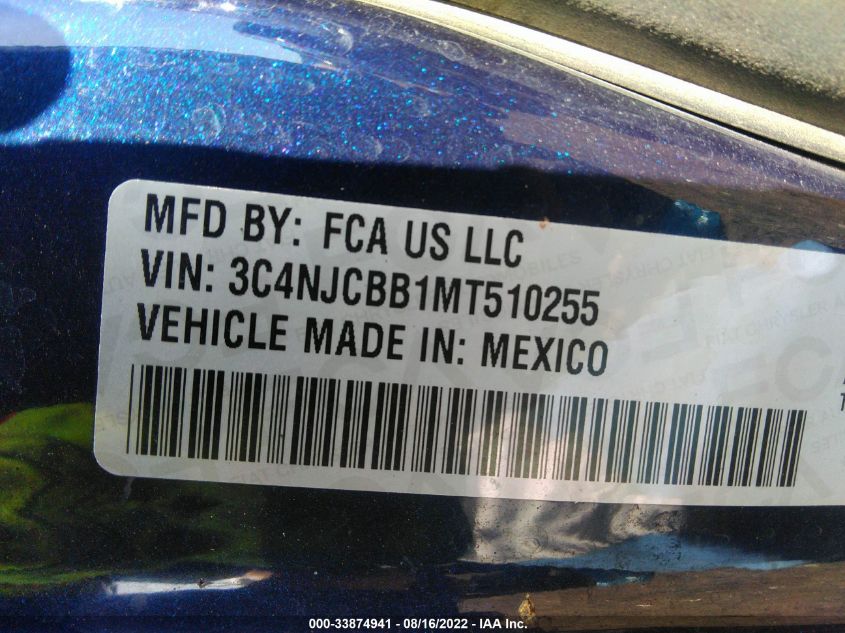 MFD BY: FCA US LLC
VIN: 3C4NJCBB1MT510255
VEHICLE MADE IN: MEXICO
000-33874941 - 08/16/2022 - IAA Inc.